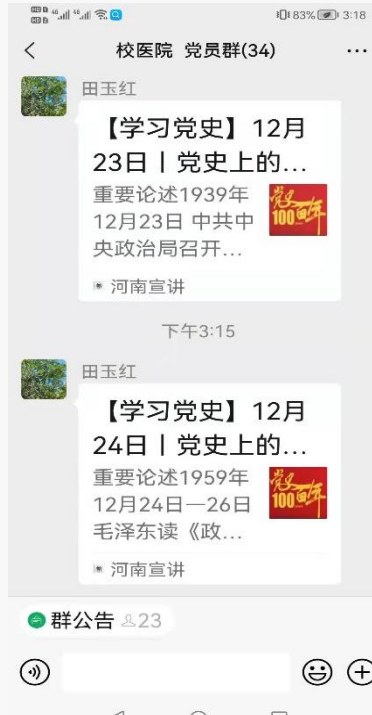 83% 3:18
校医院 党员群(34)
田玉红
【学习党史】12月
23日丨党史上的...
重要论述1939年
12月23日 中共中
央政治局召开...
党史
100周年
河南宣讲
下午3:15
田玉红
【学习党史】12月
24日丨党史上的...
重要论述1959年
12月24日—26日
毛泽东读《政...
党史
100周年
河南宣讲
群公告 23